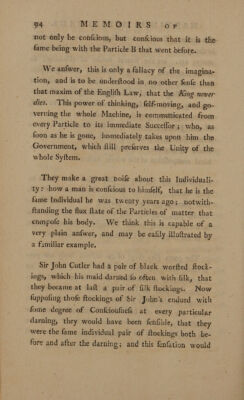 94 MEMOIRS OF
not only be conſcious, but conſcious that it is the
ſame being with the Particle B that went before.
We anſwer, this is only a fallacy of the imagina-
tion, and is to be underſtood in no other ſenſe than
that maxim of the Engliſh Law, that the King never
dies. This power of thinking, ſelf-moving, and go-
verning the whole Machine, is communicated from
every Particle to its immediate Succeſſor; who, as
ſoon as he is gone, immediately takes upon him the
Government, which ſtill preſerves the Unity of the
whole Syſtem.
They make a great noiſe about this Individuali-
ty: how a man is conſcious to himſelf, that he is the
ſame Individual he was twenty years ago; notwith-
ſtanding the flux ſtate of the Particles of matter that
compoſe his body. We think this is capable of a
very plain anſwer, and may be eaſily illuſtrated by
a familiar example.
Sir John Cutler had a pair of black worſted ſtock-
ings, which his maid darned ſo often with ſilk, that
they became at laſt a pair of ſilk ſtockings. Now
ſuppoſing thoſe ſtockings of Sir John's endued with
ſome degree of Conſciouſneſs at every particular
darning, they would have been ſenſible, that they
were the ſame individual pair of ſtockings both be-
fore and after the darning; and this ſenſation would